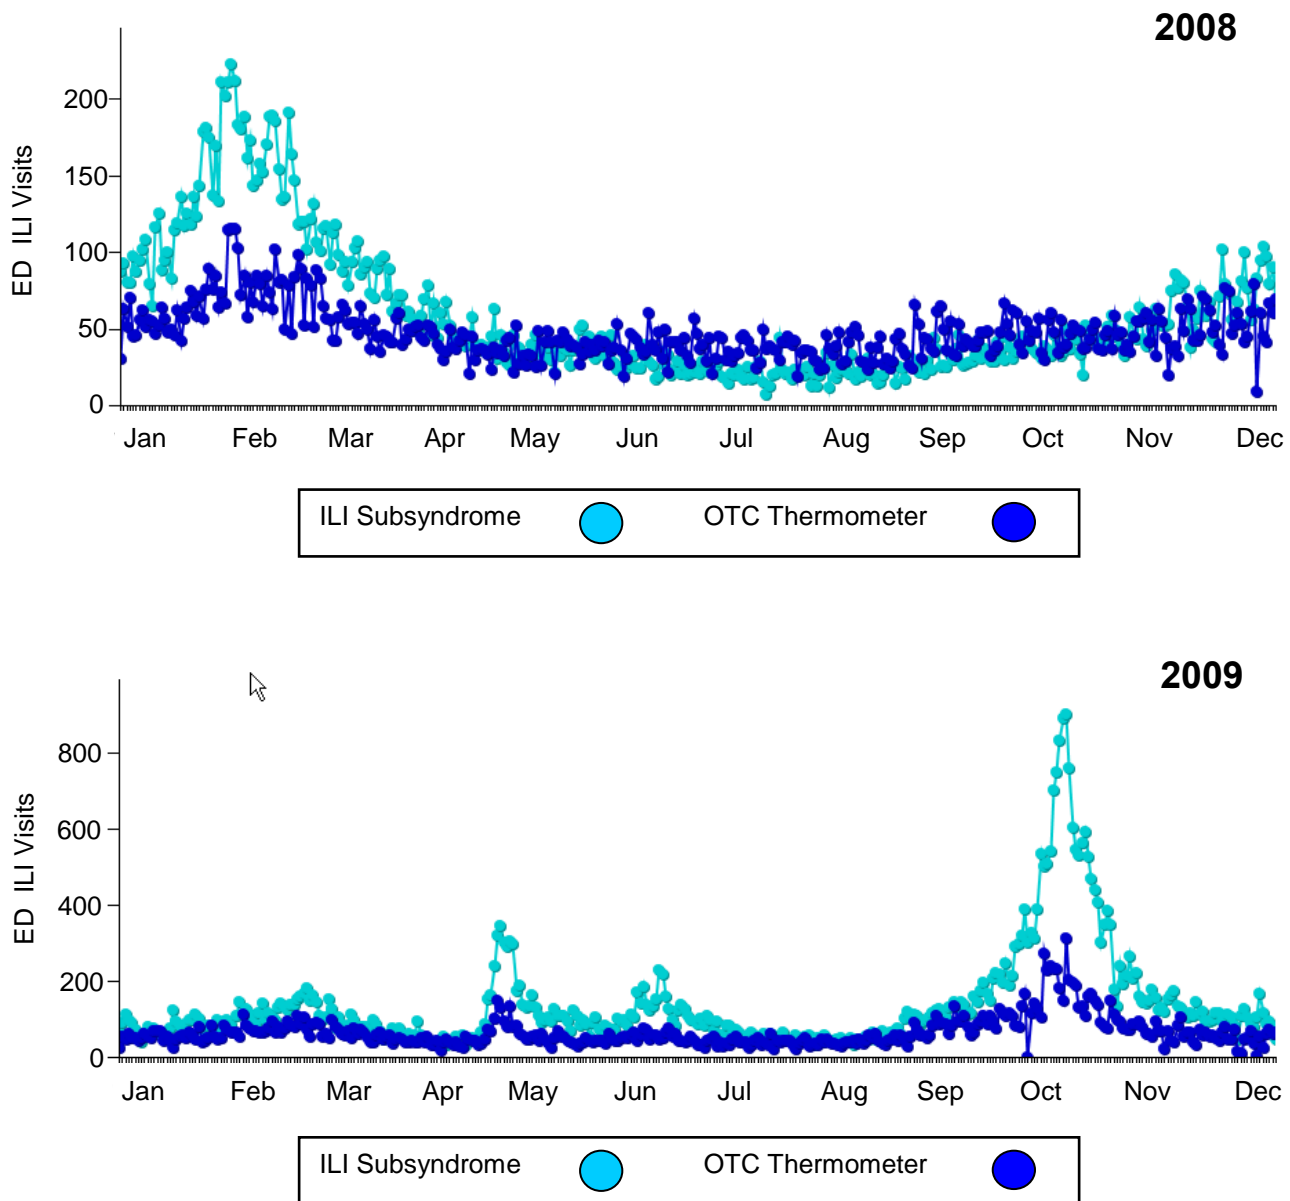 2008
ED ILI Visits
200
150
100
50
0
Jan Feb Mar Apr May Jun Jul Aug Sep Oct Nov Dec
ILI Subsyndrome OTC Thermometer
2009
ED ILI Visits
800
600
400
200
0
Jan Feb Mar Apr May Jun Jul Aug Sep Oct Nov Dec
ILI Subsyndrome OTC Thermometer